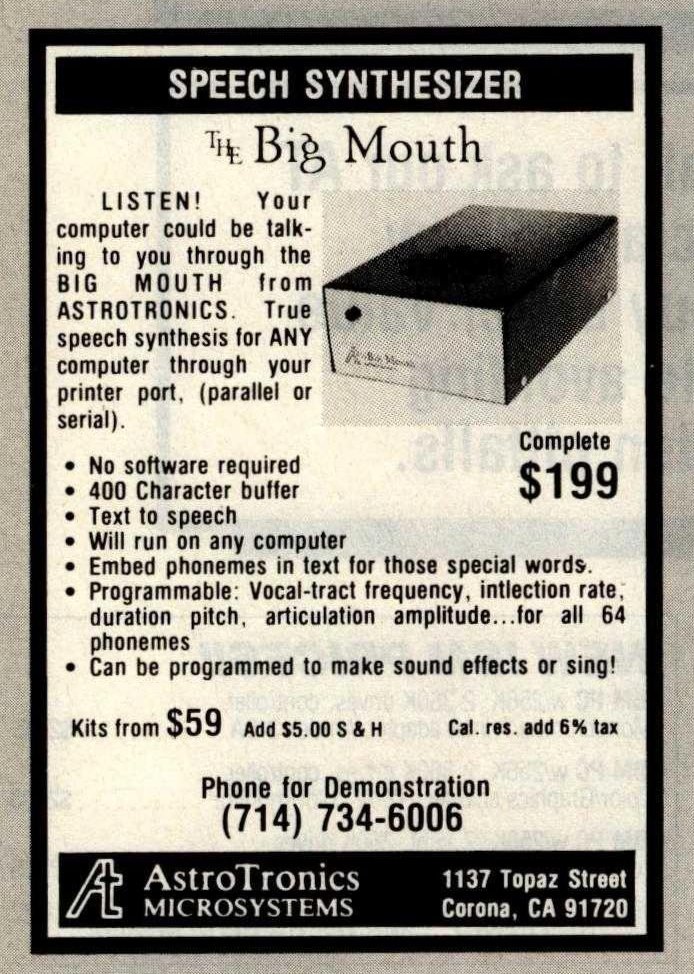 SPEECH SYNTHESIZER
THE Big Mouth
LISTEN! Your
computer could be talk-
ing to you through the
BIG MOUTH from
ASTROTRONICS. True
speech synthesis for ANY
computer through your
printer port, (parallel or
serial).
At Big Mouth
Complete
$199
• No software required
• 400 Character buffer
• Text to speech
• Will run on any computer
• Embed phonemes in text for those special words.
• Programmable: Vocal-tract frequency, intlection rate,
duration pitch, articulation amplitude...for all 64
phonemes
• Can be programmed to make sound effects or sing!
Kits from $59 Add $5.00 S & H Cal. res. add 6% tax
Phone for Demonstration
(714) 734-6006
At AstroTronics
MICROSYSTEMS
1137 Topaz Street
Corona, CA 91720